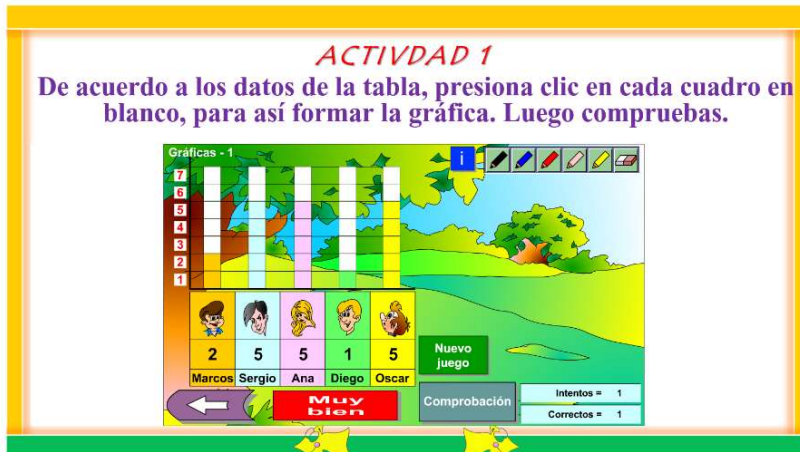 ACTIVDAD 1
De acuerdo a los datos de la tabla, presiona clic en cada cuadro en
blanco, para así formar la gráfica. Luego compruebas.
Gráficas - 1
i
7
6
5
4
3
2
1
2 5 5 1 5
Marcos Sergio Ana Diego Oscar
Nuevo
juego
Muy
bien
Comprobación
Intentos = 1
Correctos = 1